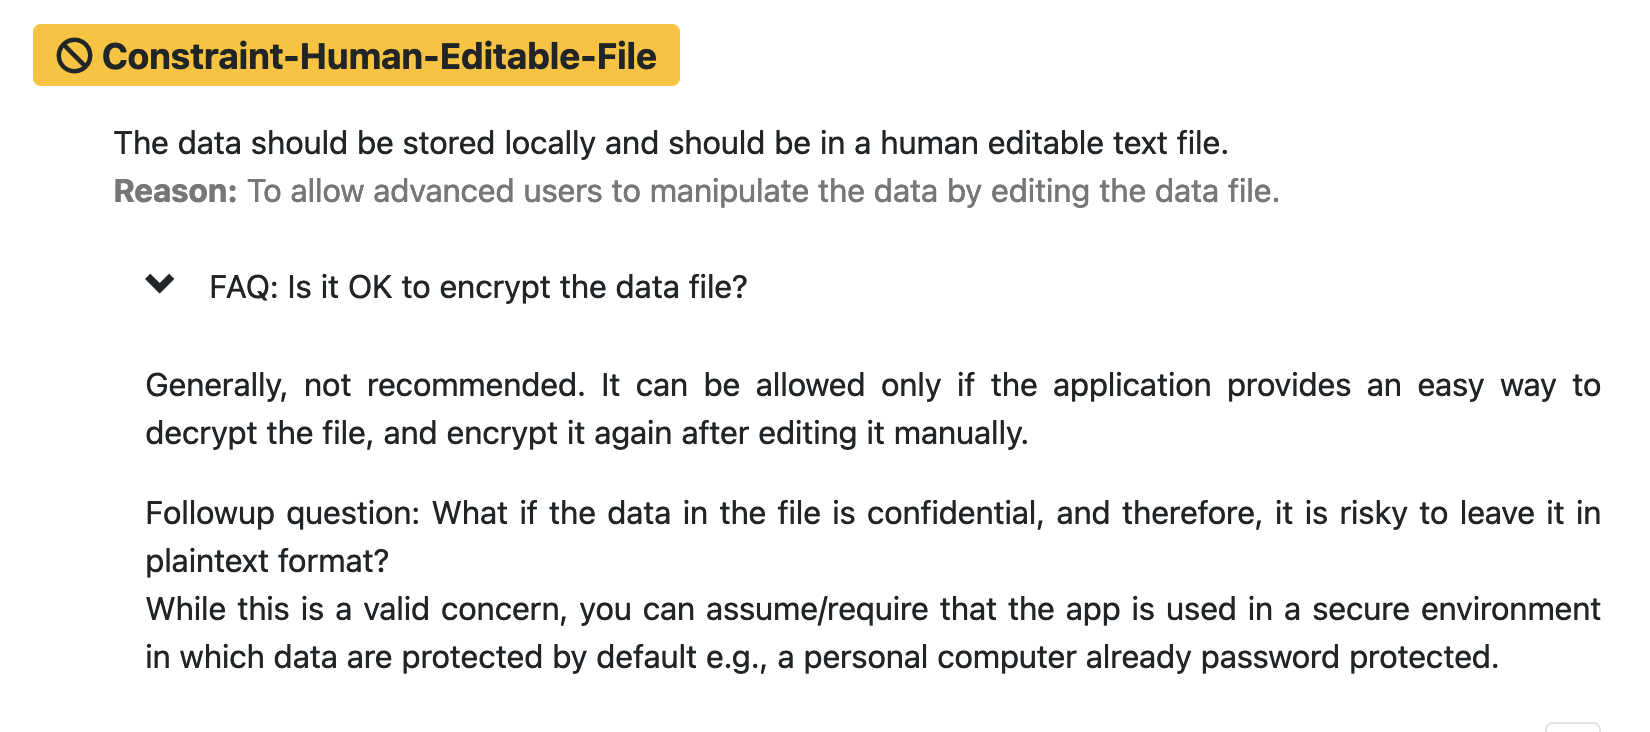 Constraint-Human-Editable-File
The data should be stored locally and should be in a human editable text file.
Reason: To allow advanced users to manipulate the data by editing the data file.
FAQ: Is it OK to encrypt the data file?
Generally, not recommended. It can be allowed only if the application provides an easy way to
decrypt the file, and encrypt it again after editing it manually.
Followup question: What if the data in the file is confidential, and therefore, it is risky to leave it in
plaintext format?
While this is a valid concern, you can assume/require that the app is used in a secure environment
in which data are protected by default e.g., a personal computer already password protected.